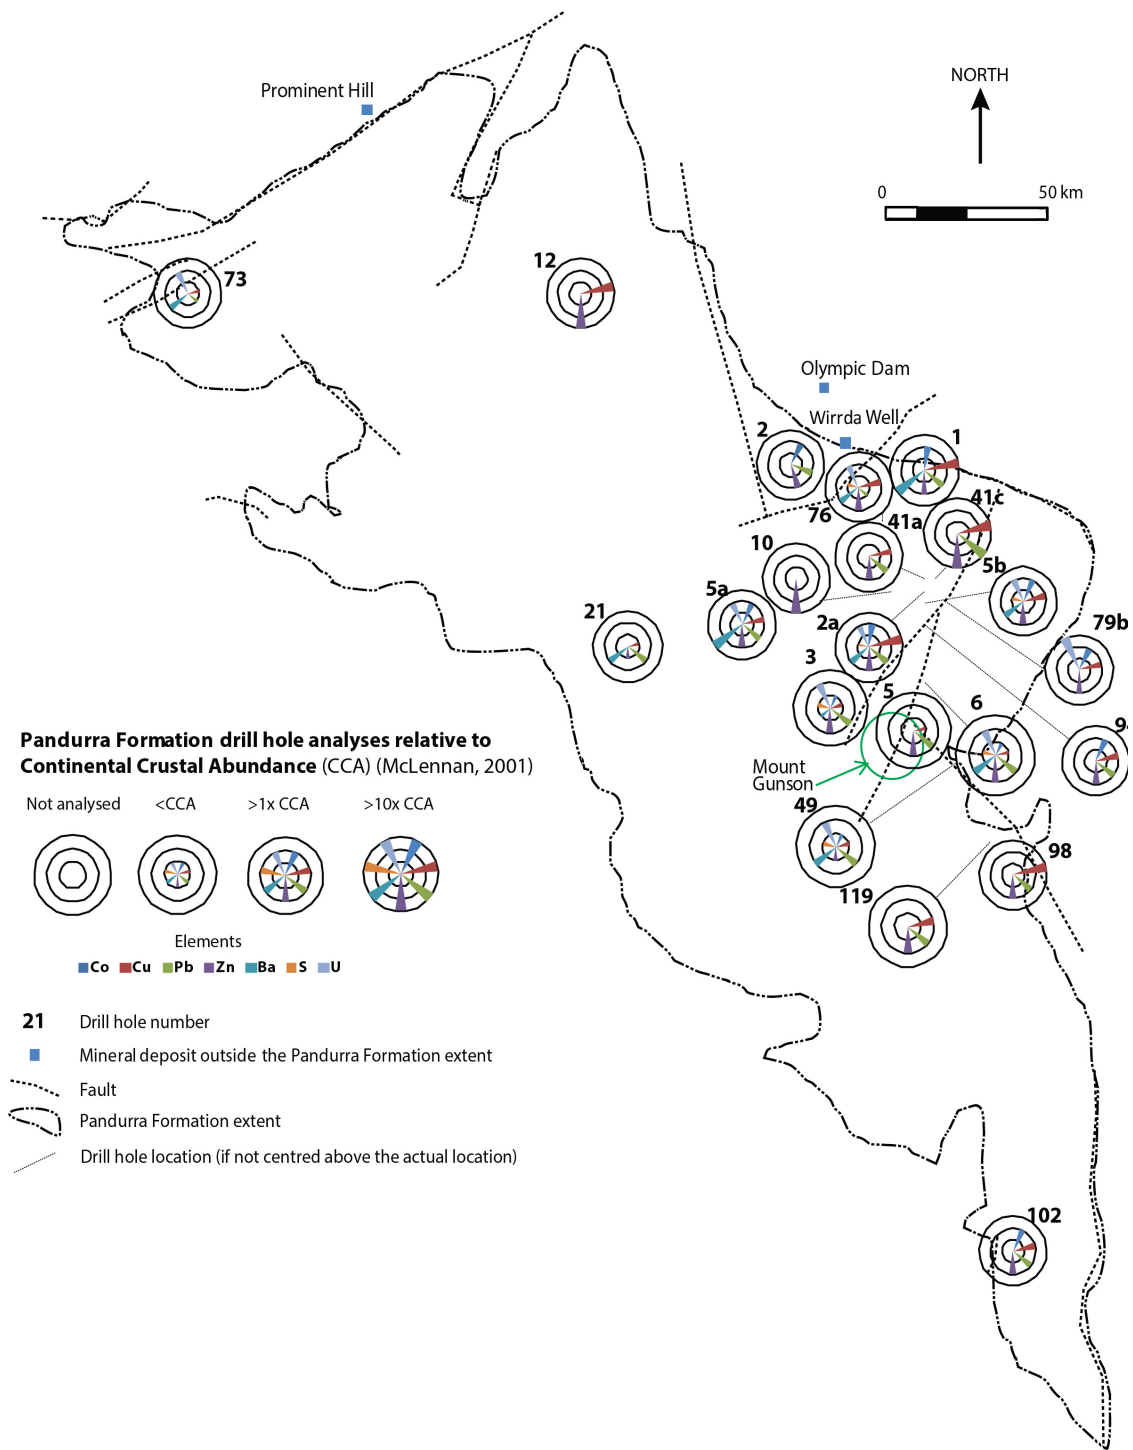 Prominent Hill
NORTH
0
50 km
73
12
Olympic Dam
Wirrda Well
2
1
76
41a
41c
10
5b
5a
21
2a
79b
3
5
6
94
Mount
Gunson
49
98
119
102
Pandurra Formation drill hole analyses relative to
Continental Crustal Abundance (CCA) (McLennan, 2001)
Not analysed
<CCA
>1x CCA
>10x CCA
Elements
Co Cu Pb Zn Ba S U
21
Drill hole number
Mineral deposit outside the Pandurra Formation extent
Fault
Pandurra Formation extent
Drill hole location (if not centred above the actual location)